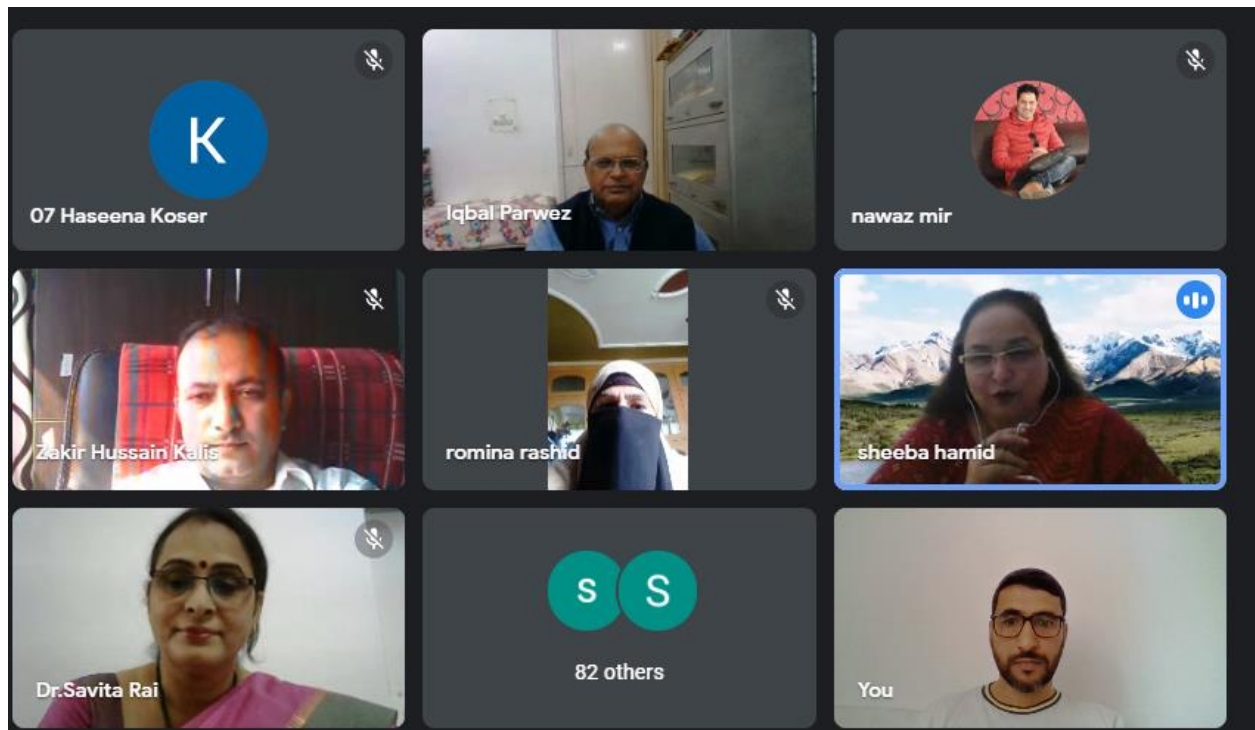 K
07 Haseena Koser
Iqbal Parwez
nawaz mir
Zakir Hussain Kalis
romina rashid
sheeba hamid
Dr.Savita Rai
s S
82 others
You